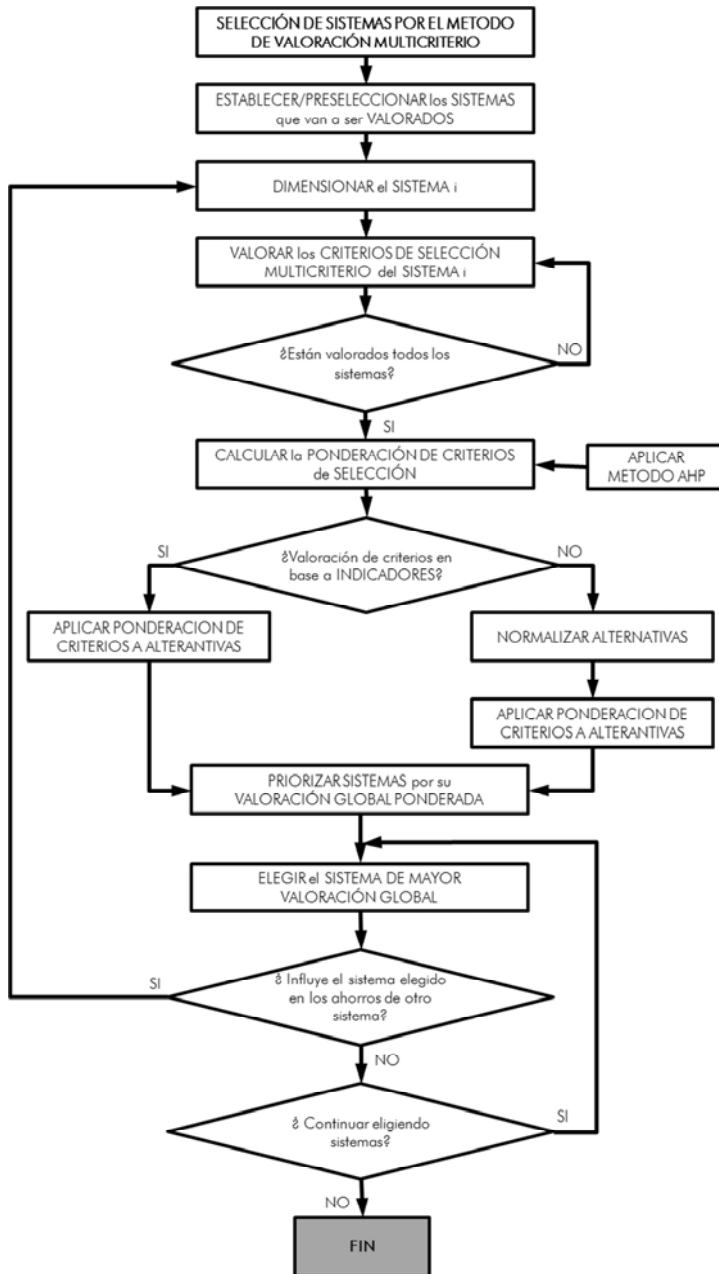 SELECCIÓN DE SISTEMAS POR EL METODO
DE VALORACIÓN MULTICRITERIO
ESTABLECER/PRESELECCIONAR los SISTEMAS
que van a ser VALORADOS
DIMENSIONAR el SISTEMA i
VALORAR los CRITERIOS DE SELECCIÓN
MULTICRITERIO del SISTEMA i
¿Están valorados todos los
sistemas?
NO
SI
CALCULAR la PONDERACIÓN DE CRITERIOS
de SELECCIÓN
APLICAR
METODO AHP
SI
¿Valoración de criterios en
base a INDICADORES?
NO
APLICAR PONDERACION DE
CRITERIOS A ALTERANTIVAS
NORMALIZAR ALTERNATIVAS
APLICAR PONDERACION DE
CRITERIOS A ALTERANTIVAS
PRIORIZAR SISTEMAS por su
VALORACIÓN GLOBAL PONDERADA
ELEGIR el SISTEMA DE MAYOR
VALORACIÓN GLOBAL
SI
¿ Influye el sistema elegido
en los ahorros de otro
sistema?
NO
¿ Continuar eligiendo
sistemas?
SI
NO
FIN